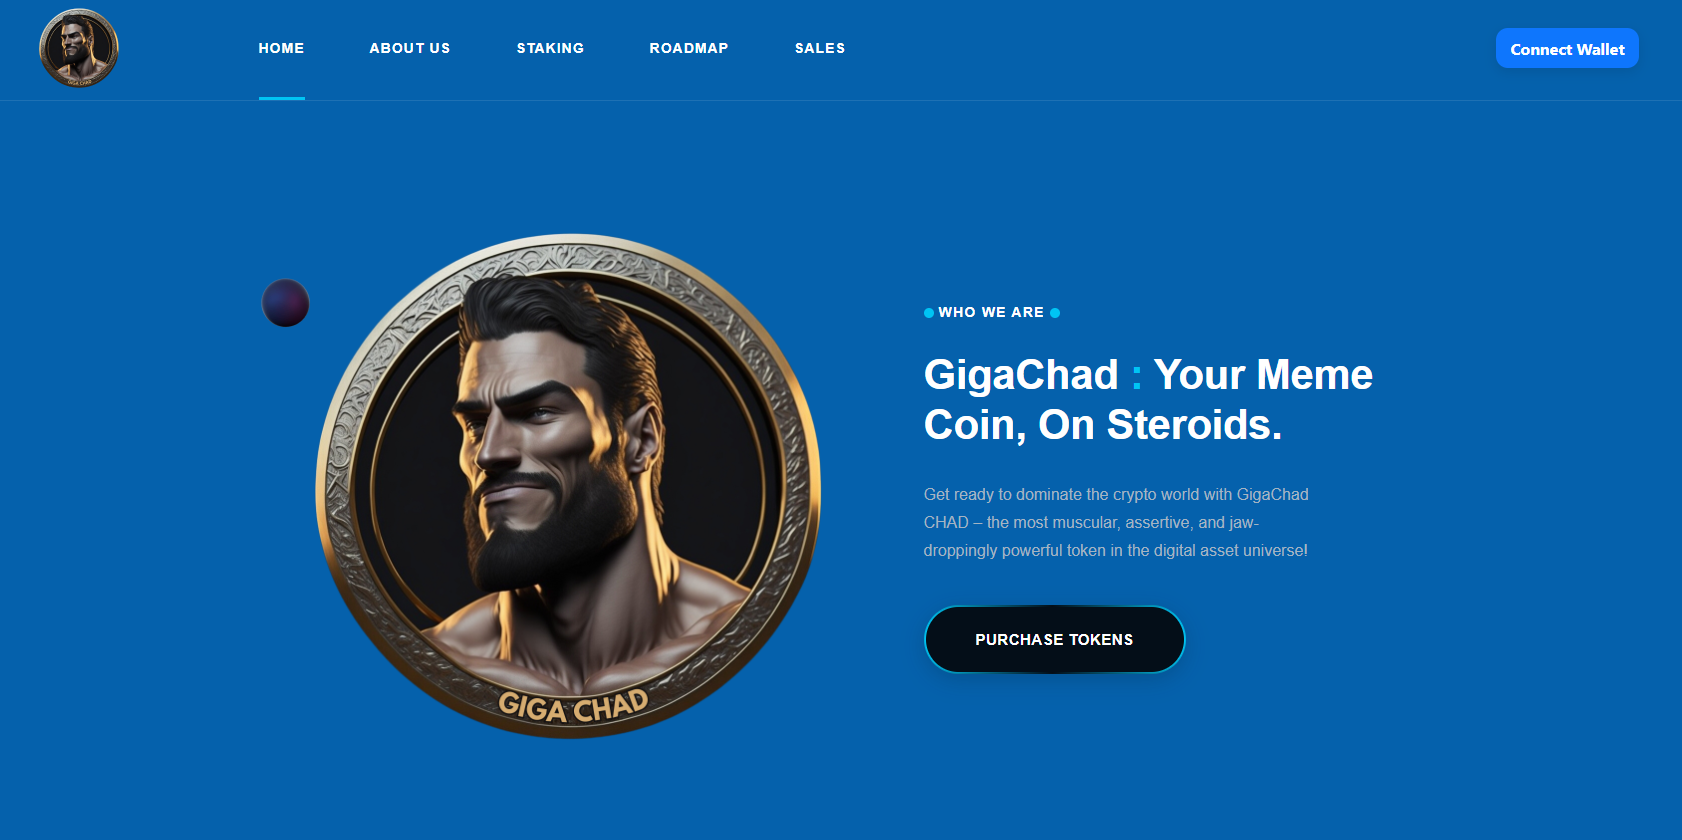 HOME
ABOUT US
STAKING
ROADMAP
SALES
Connect Wallet
GIGA CHAD
WHO WE ARE
GigaChad : Your Meme
Coin, On Steroids.
Get ready to dominate the crypto world with GigaChad
CHAD – the most muscular, assertive, and jaw-
droppingly powerful token in the digital asset universe!
PURCHASE TOKENS
GIGA CHAD